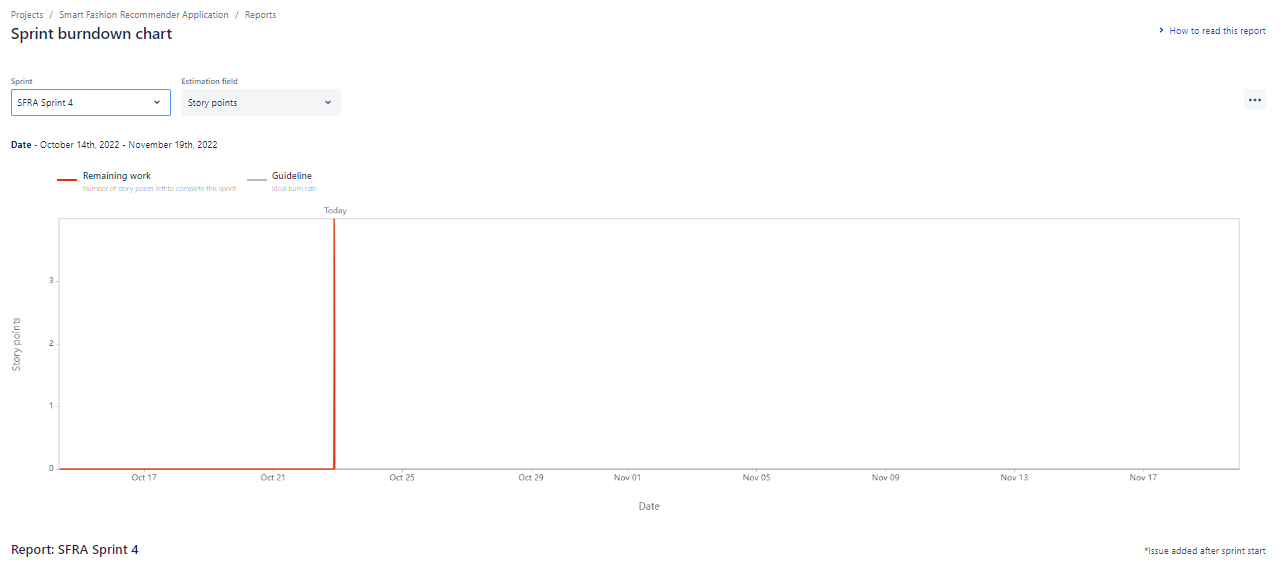 Projects / Smart Fashion Recommender Application / Reports
Sprint burndown chart
How to read this report
Sprint
Estimation field
SFRA Sprint 4
Story points
Date - October 14th, 2022 - November 19th, 2022
Remaining work
Number of story points left to complete this sprint
Guideline
Ideal burn rate
Today
3
2
1
0
Story points
Oct 17
Oct 21
Oct 25
Oct 29
Nov 01
Nov 05
Nov 09
Nov 13
Nov 17
Date
Report: SFRA Sprint 4
*Issue added after sprint start